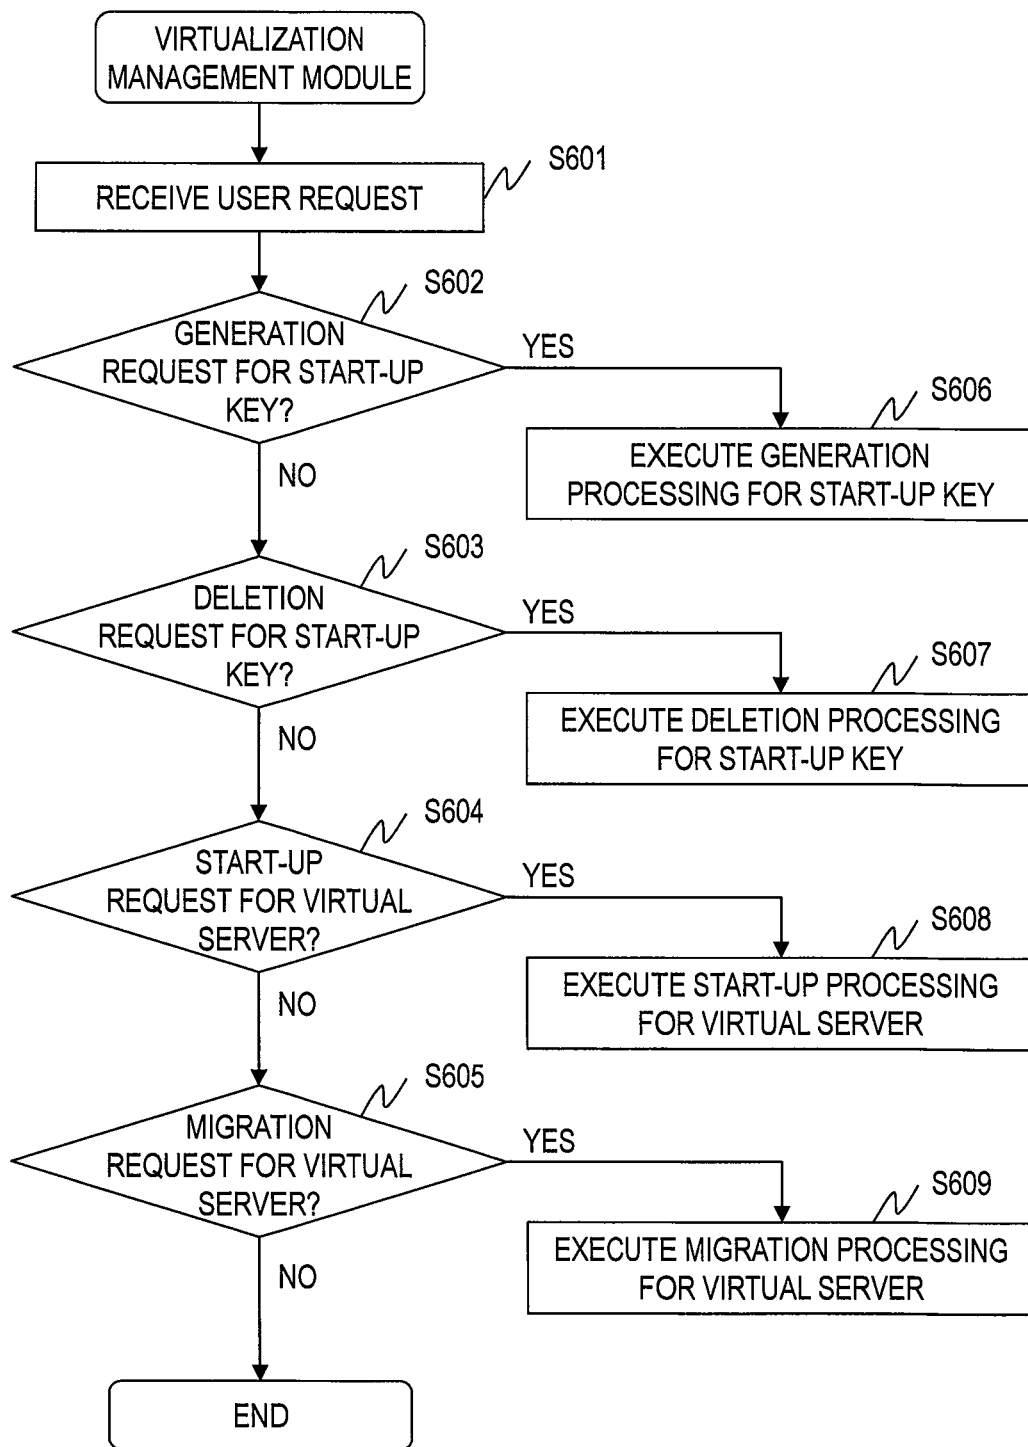 VIRTUALIZATION
MANAGEMENT MODULE
S601
RECEIVE USER REQUEST
S602
GENERATION
REQUEST FOR START-UP
KEY?
YES
S606
EXECUTE GENERATION
PROCESSING FOR START-UP KEY
NO
S603
DELETION
REQUEST FOR START-UP
KEY?
YES
S607
EXECUTE DELETION PROCESSING
FOR START-UP KEY
NO
S604
START-UP
REQUEST FOR VIRTUAL
SERVER?
YES
S608
EXECUTE START-UP PROCESSING
FOR VIRTUAL SERVER
NO
S605
MIGRATION
REQUEST FOR VIRTUAL
SERVER?
YES
S609
EXECUTE MIGRATION PROCESSING
FOR VIRTUAL SERVER
NO
END